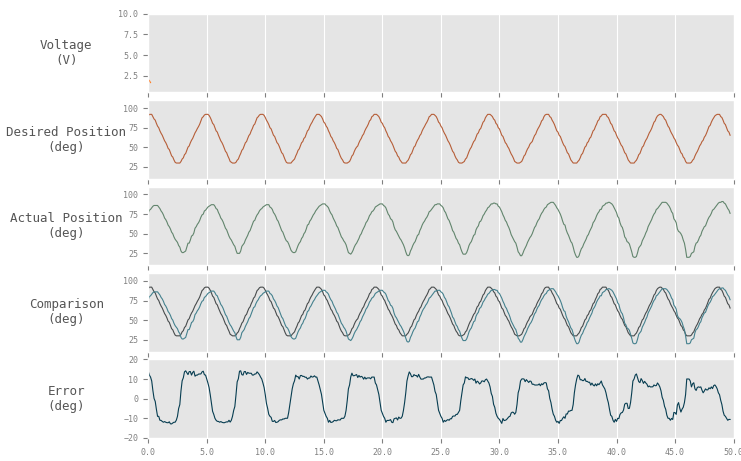 10.0
7.5
Voltage
(V)
5.0
2.5
100
75
Desired Position
(deg)
50
25
100
75
Actual Position
(deg)
50
25
100
75
Comparison
(deg)
50
25
20
10
Error
(deg)
0
−10
−20
0.0 5.0 10.0 15.0 20.0 25.0 30.0 35.0 40.0 45.0 50.0